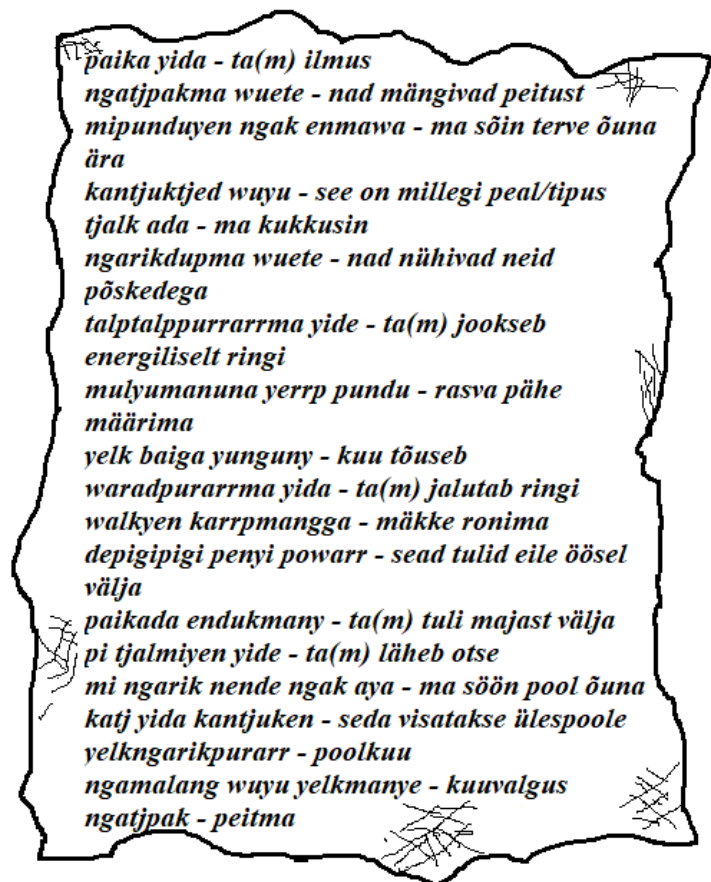 paika yida - ta(m) ilmus
ngatjpakma wuete - nad mängivad peitust
mipunduyen ngak enmawa - ma sõin terve õuna
ära
kantjuktjed wuyu - see on millegi peal/tipus
tjalk ada - ma kukkusin
ngarikdupma wuete - nad nühivad neid
põskedega
talptalppurrarrma yide - ta(m) jookseb
energiliselt ringi
mulyumanuna yerrp pundu - rasva pähe
määrima
yelk baiga yunguny - kuu tõuseb
waradpurarrma yida - ta(m) jalutab ringi
walkyen karrpmangga - mäkke ronima
depigipigi penyi powarr - sead tulid eile öösel
välja
paikada endukmany - ta(m) tuli majast välja
pi tjalmiyen yide - ta(m) läheb otse
mi ngarik nende ngak aya - ma söön pool õuna
katj yida kantjuken - seda visatakse ülespoole
yelkngarikpurarr - poolkuu
ngamalang wuyu yelkmanye - kuuvalgus
ngatjpak - peitma